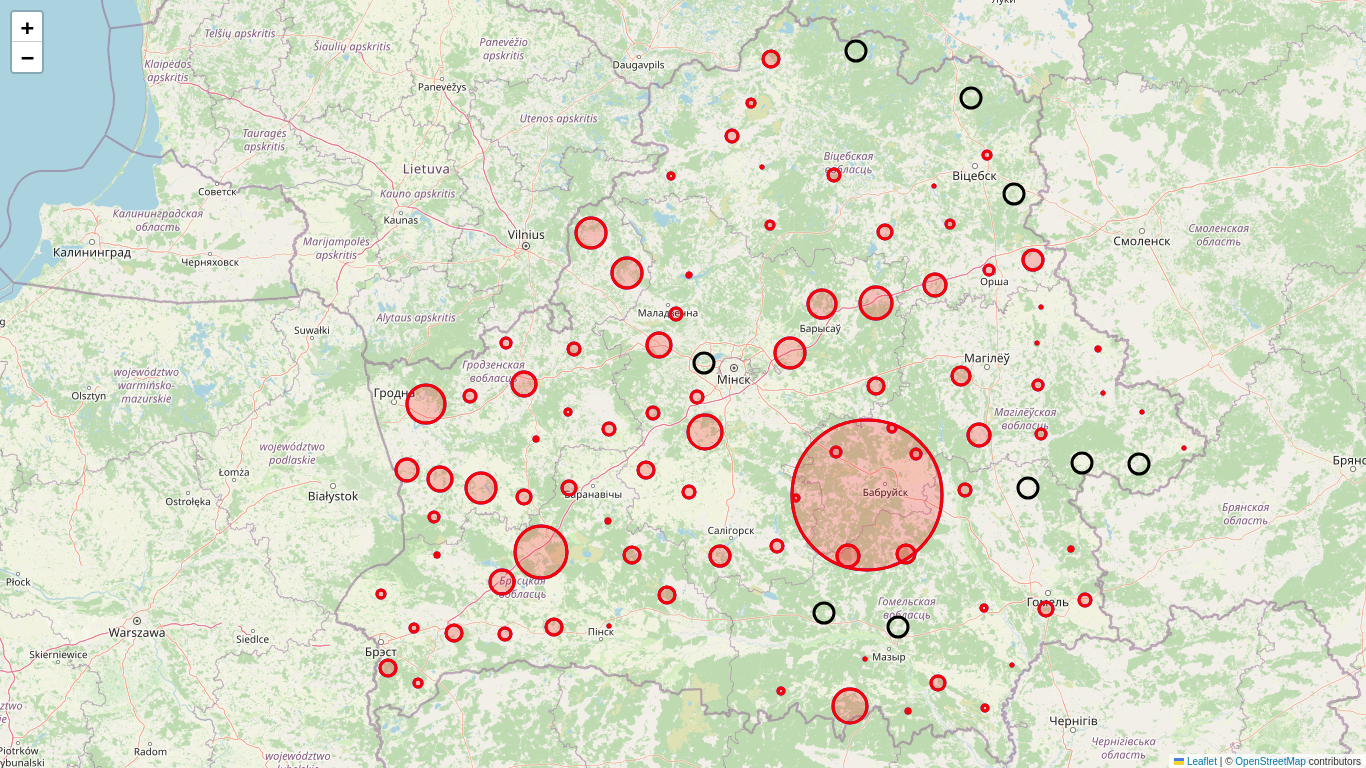 +
−
Луки
Telšių apskritis
Šiaulių apskritis
Panevėžio
apskritis
Klaipėdos
apskritis
Daugavpils
Panevėžys
Utenos apskritis
Tauragės
apskritis
Lietuva
Віцебская
вобласць
Віцебск
Советск
Kauno apskritis
Kaunas
Калининградская
область
Калининград
Черняховск
Marijampolės
apskritis
Vilnius
Смоленск
Смоленская
область
Орша
Alytaus apskritis
Suwałki
Маладзечна
Барысаў
Магілёў
Гродзенская
вобласць
Мінск
województwo
warmińsko-
mazurskie
Olsztyn
Гродна
Магілёўская
вобласць
województwo
podlaskie
Łomża
Ostrołęka
Białystok
Баранавічы
Бабруйск
Брянская
область
Салігорск
Płock
Брэсцкая
вобласць
Гомельская
вобласць
Гомель
Warszawa
Siedlce
Skierniewice
Брэст
Пінск
Мазыр
Чернігів
Чернігівська
область
Piotrków
Radom
województwo
Leaflet | © OpenStreetMap contributors